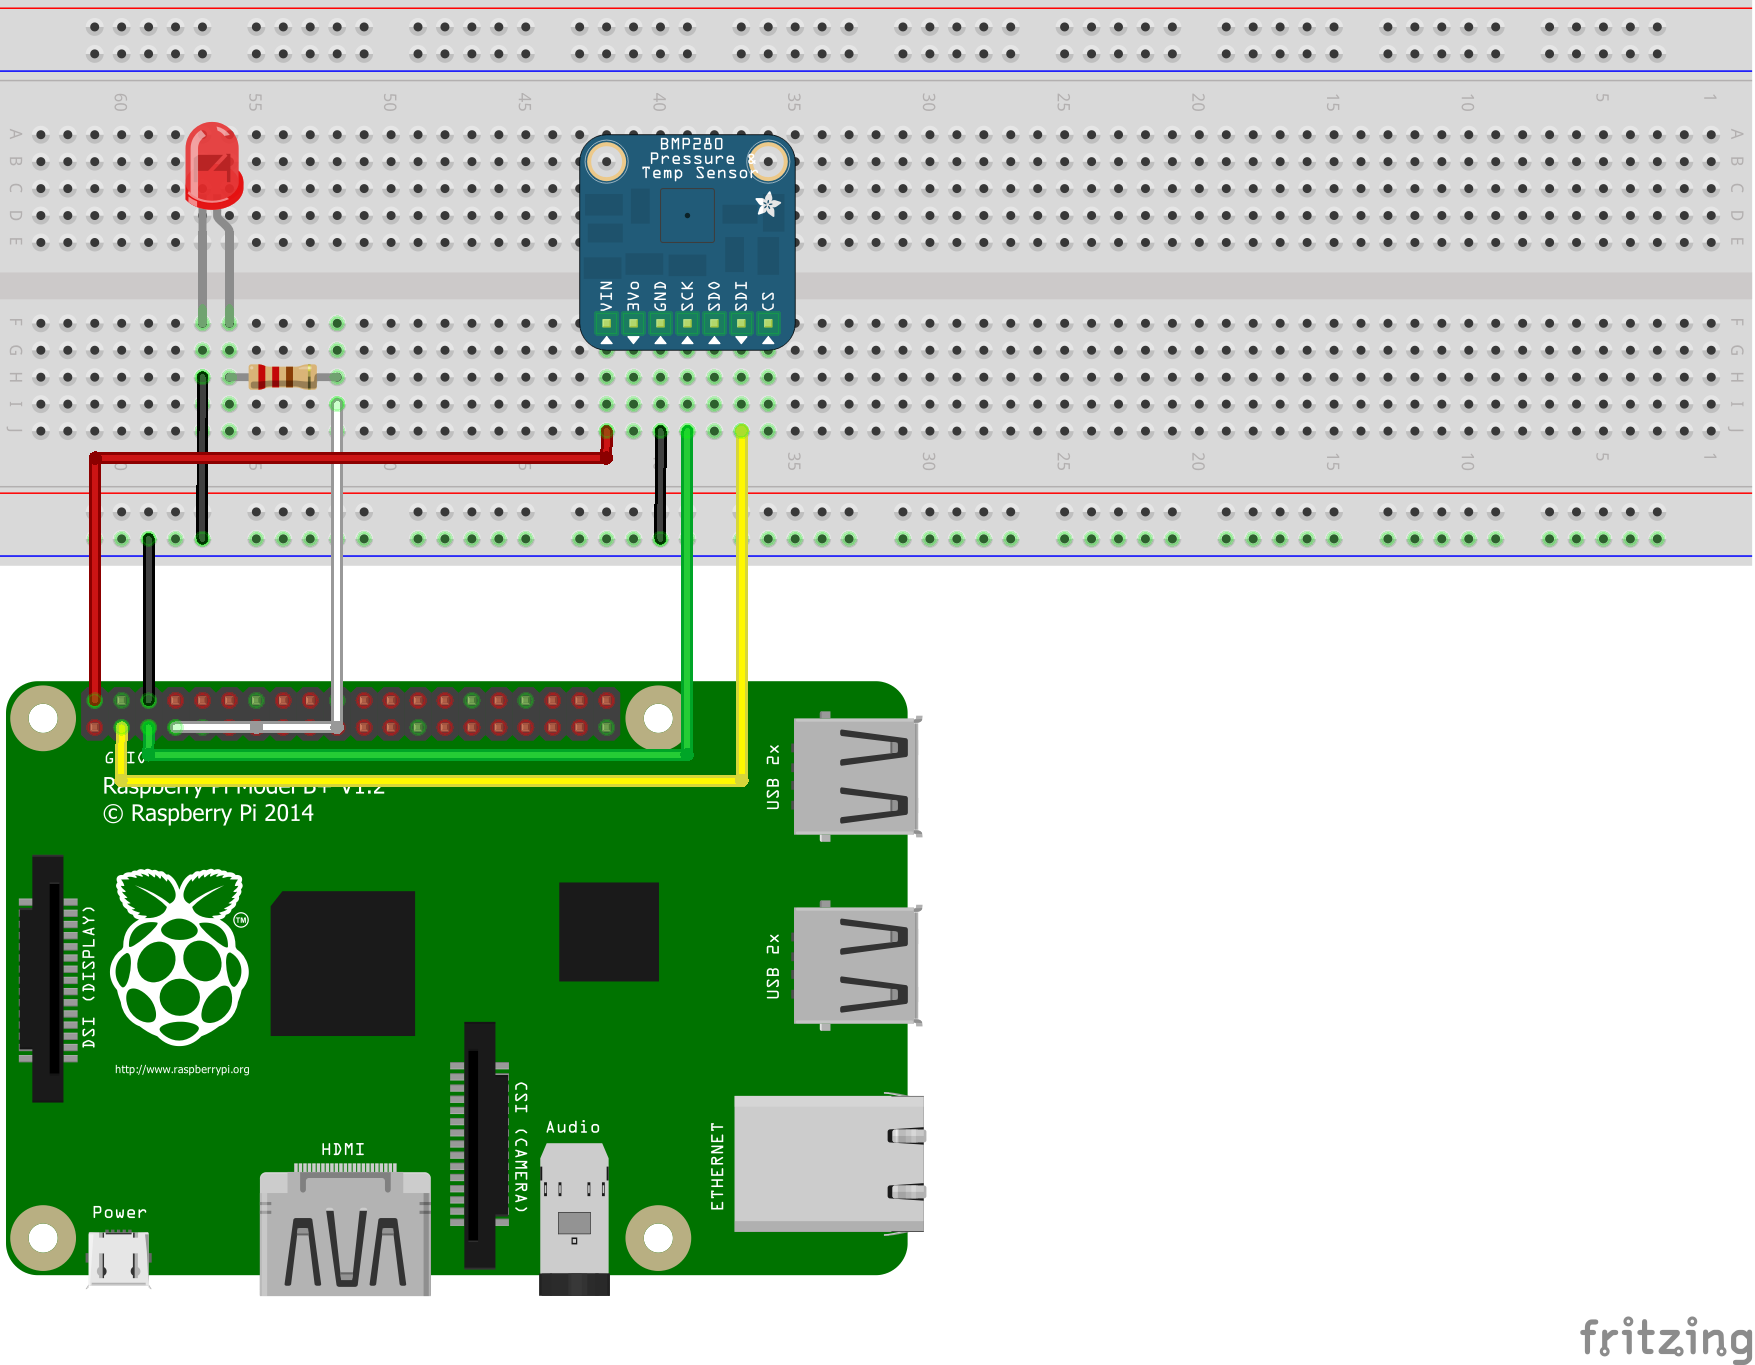 60 55 50 45 40 35 30 25 20 15 10 5 1
A A
B B
C C
D D
E E
BMP280
Pressure &
Temp Sensor
VIN 3Vo GND SCK SDO SDI CS
F F
G G
H H
I I
J J
35 30 25 20 15 10 5 1
GPIO
Raspberry Pi Model B+ V1.2
© Raspberry Pi 2014
USB 2x
USB 2x
DSI (DISPLAY)
TM
http://www.raspberrypi.org
CSI (CAMERA)
Audio
HDMI
ETHERNET
Power
fritzing